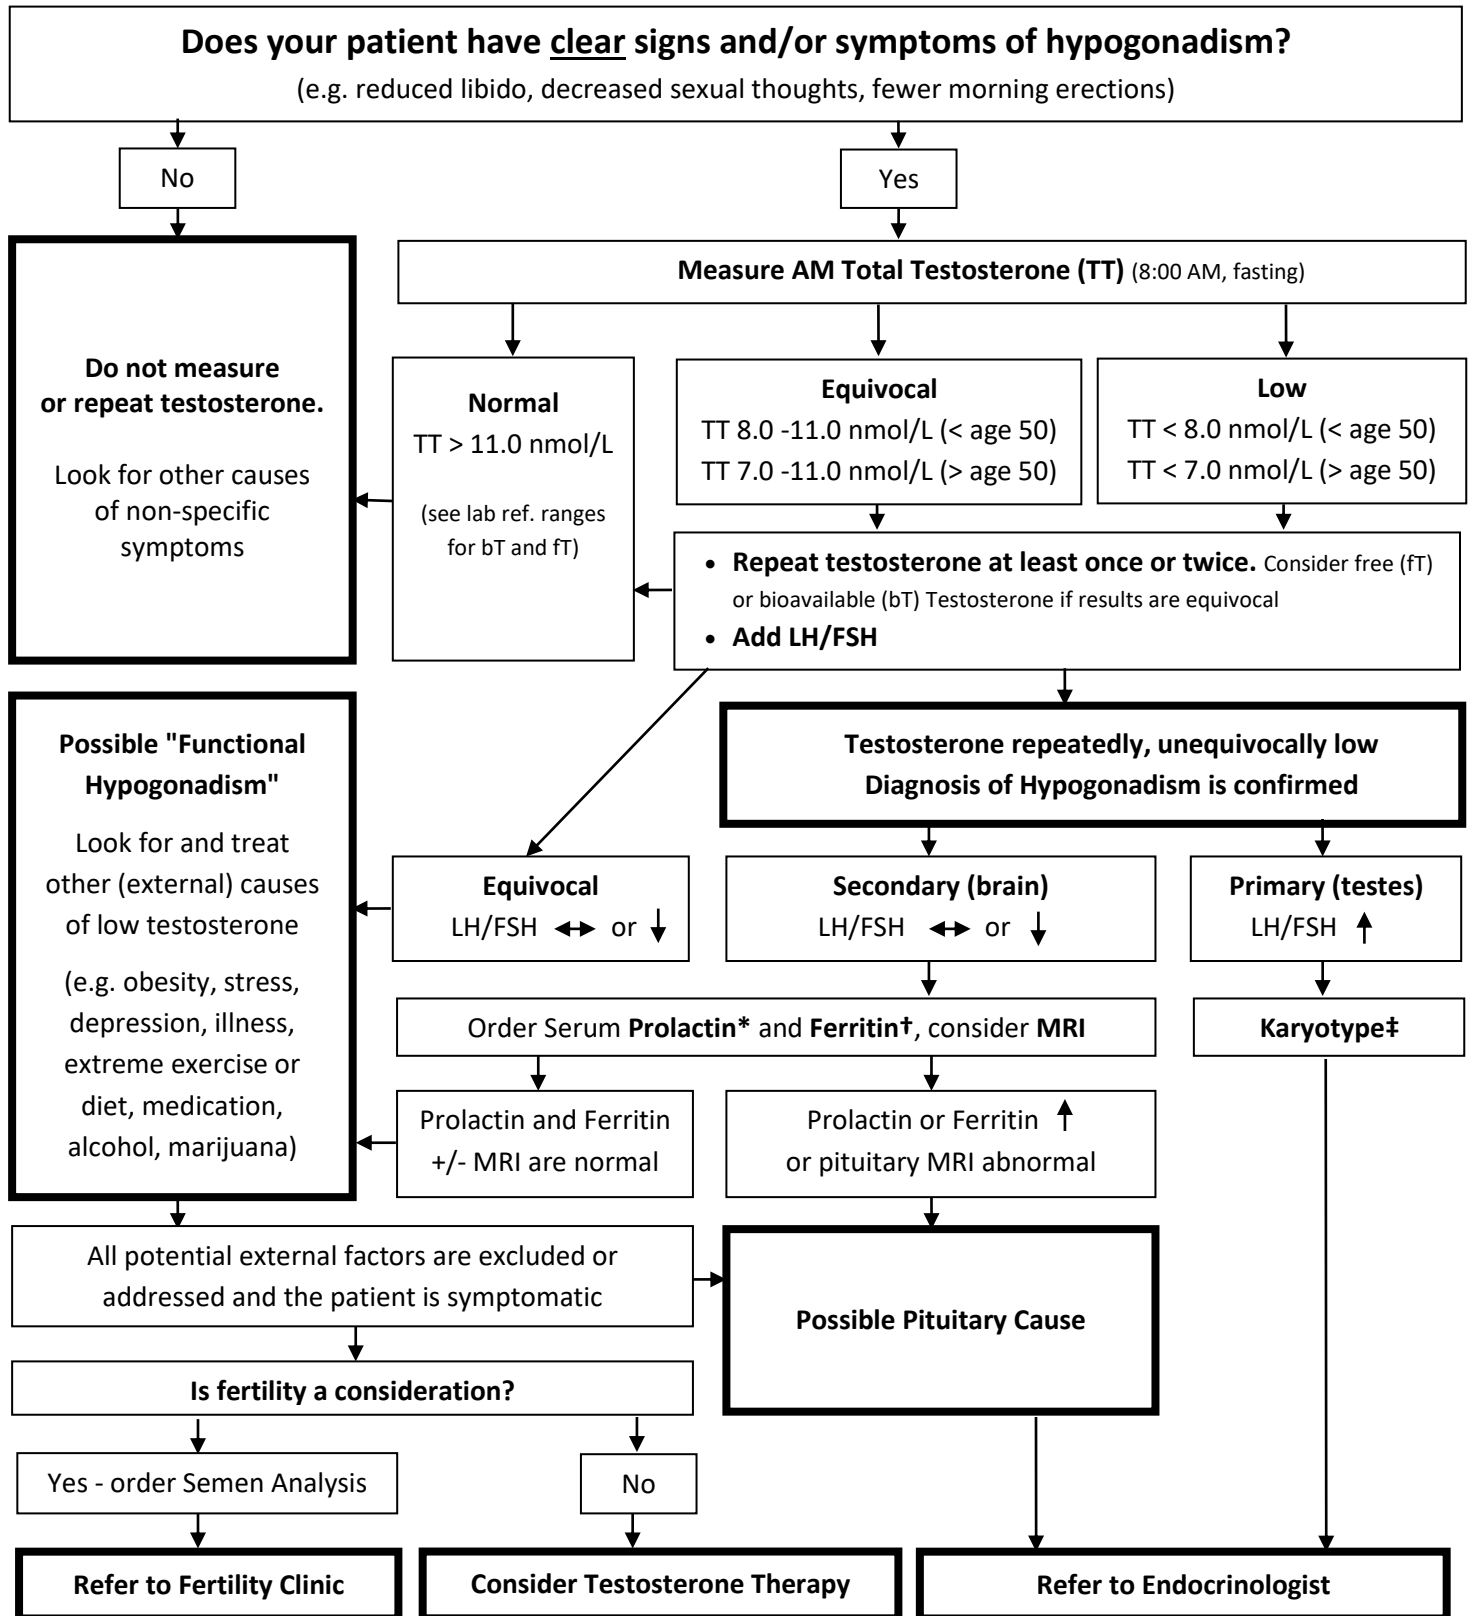 Does your patient have clear signs and/or symptoms of hypogonadism?
(e.g. reduced libido, decreased sexual thoughts, fewer morning erections)
No
Yes
Do not measure
or repeat testosterone.
Look for other causes
of non-specific
symptoms
Measure AM Total Testosterone (TT) (8:00 AM, fasting)
Normal
TT > 11.0 nmol/L
(see lab ref. ranges
for bT and fT)
Equivocal
TT 8.0 -11.0 nmol/L (< age 50)
TT 7.0 -11.0 nmol/L (> age 50)
Low
TT < 8.0 nmol/L (< age 50)
TT < 7.0 nmol/L (> age 50)
• Repeat testosterone at least once or twice. Consider free (fT)
or bioavailable (bT) Testosterone if results are equivocal
• Add LH/FSH
Possible "Functional
Hypogonadism"
Look for and treat
other (external) causes
of low testosterone
(e.g. obesity, stress,
depression, illness,
extreme exercise or
diet, medication,
alcohol, marijuana)
Testosterone repeatedly, unequivocally low
Diagnosis of Hypogonadism is confirmed
Equivocal
LH/FSH ↔ or ↓
Secondary (brain)
LH/FSH ↔ or ↓
Primary (testes)
LH/FSH ↑
Order Serum Prolactin* and Ferritin†, consider MRI
Karyotype‡
Prolactin and Ferritin
+/- MRI are normal
Prolactin or Ferritin ↑
or pituitary MRI abnormal
All potential external factors are excluded or
addressed and the patient is symptomatic
Possible Pituitary Cause
Is fertility a consideration?
Yes - order Semen Analysis
No
Refer to Fertility Clinic
Consider Testosterone Therapy
Refer to Endocrinologist